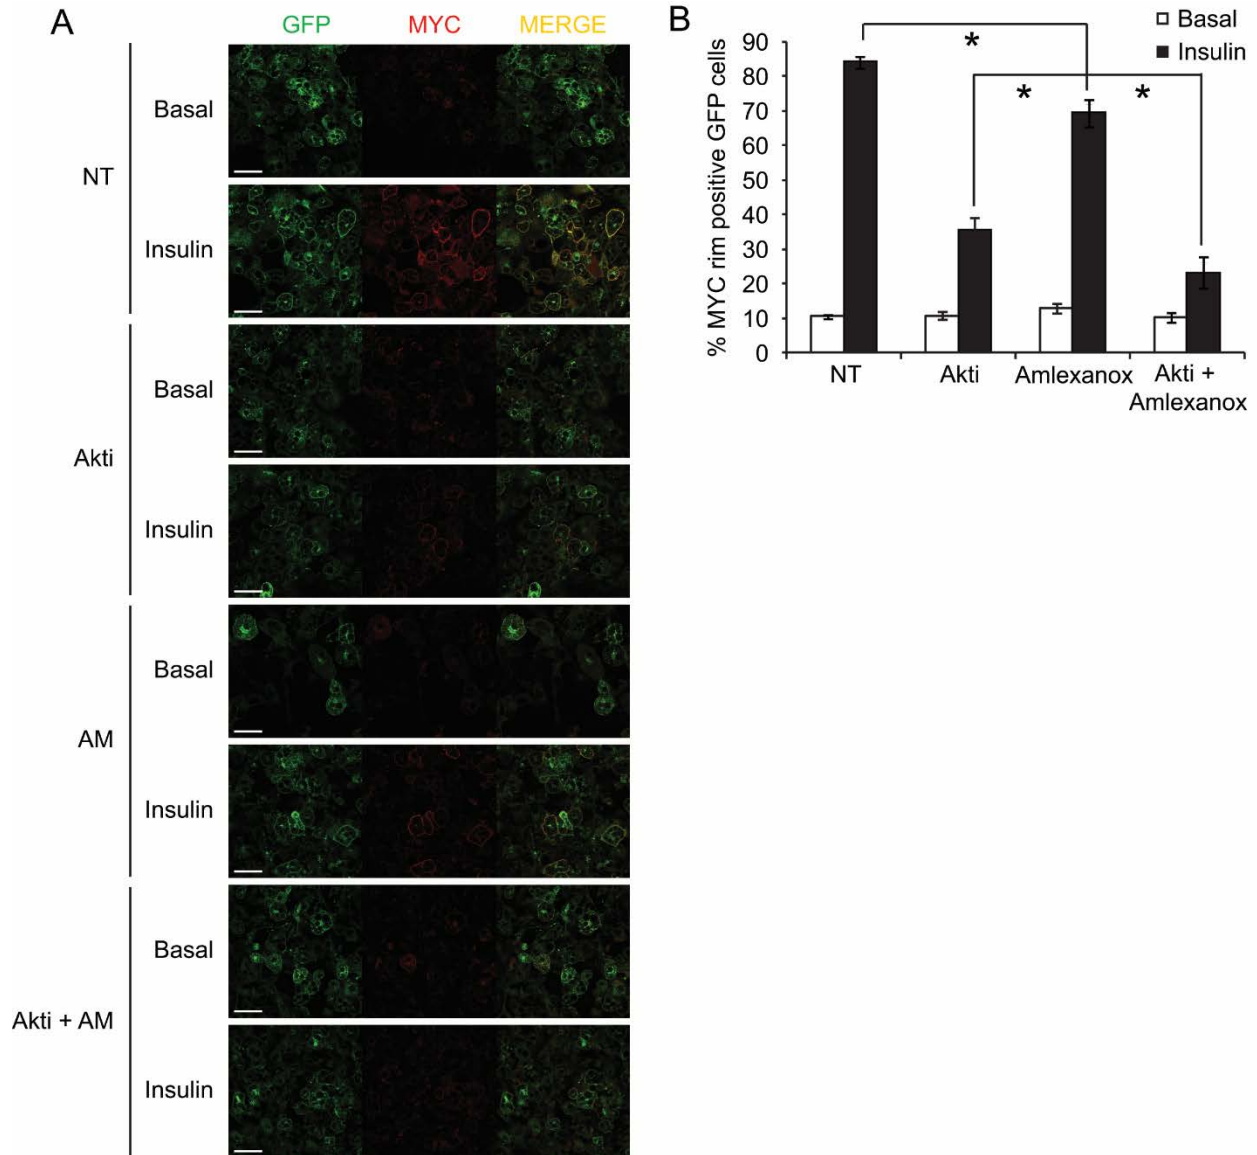 A
GFP MYC MERGE
NT
Basal
Insulin
Akti
Basal
Insulin
AM
Basal
Insulin
Akti + AM
Basal
Insulin
B
Basal
Insulin
% MYC rim positive GFP cells
90
80
70
60
50
40
30
20
10
0
*
* *
NT Akti Amlexanox Akti +
Amlexanox